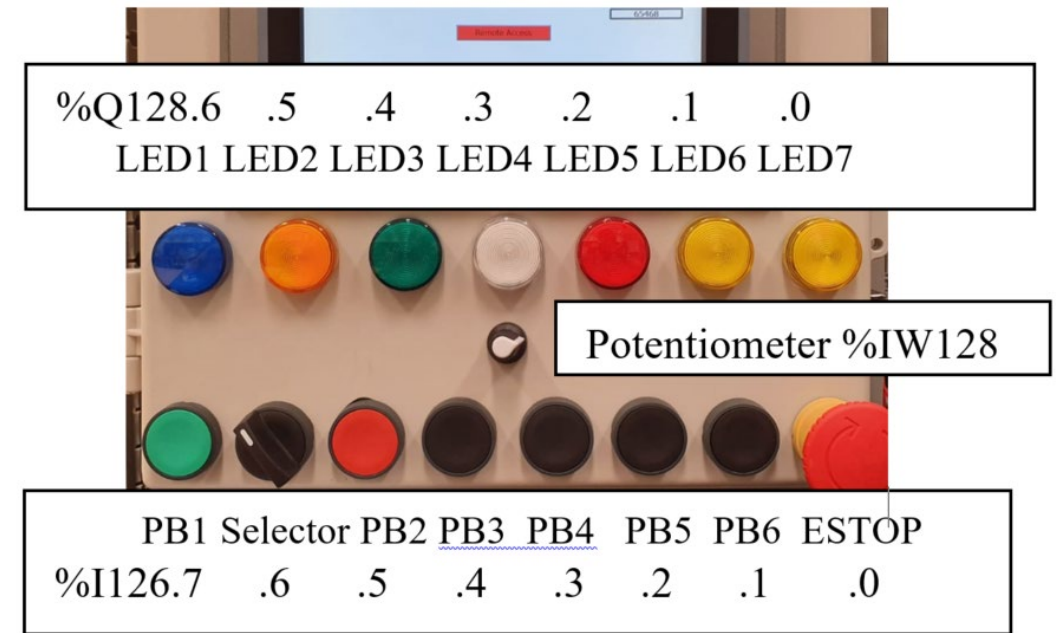 65468
Remote Access
%Q128.6 .5 .4 .3 .2 .1 .0
LED1 LED2 LED3 LED4 LED5 LED6 LED7
Potentiometer %IW128
PB1 Selector PB2 PB3 PB4 PB5 PB6 ESTOP
%I126.7 .6 .5 .4 .3 .2 .1 .0